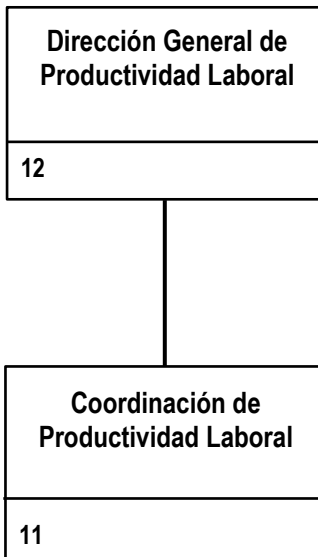 Dirección General de
Productividad Laboral
12
Coordinación de
Productividad Laboral
11